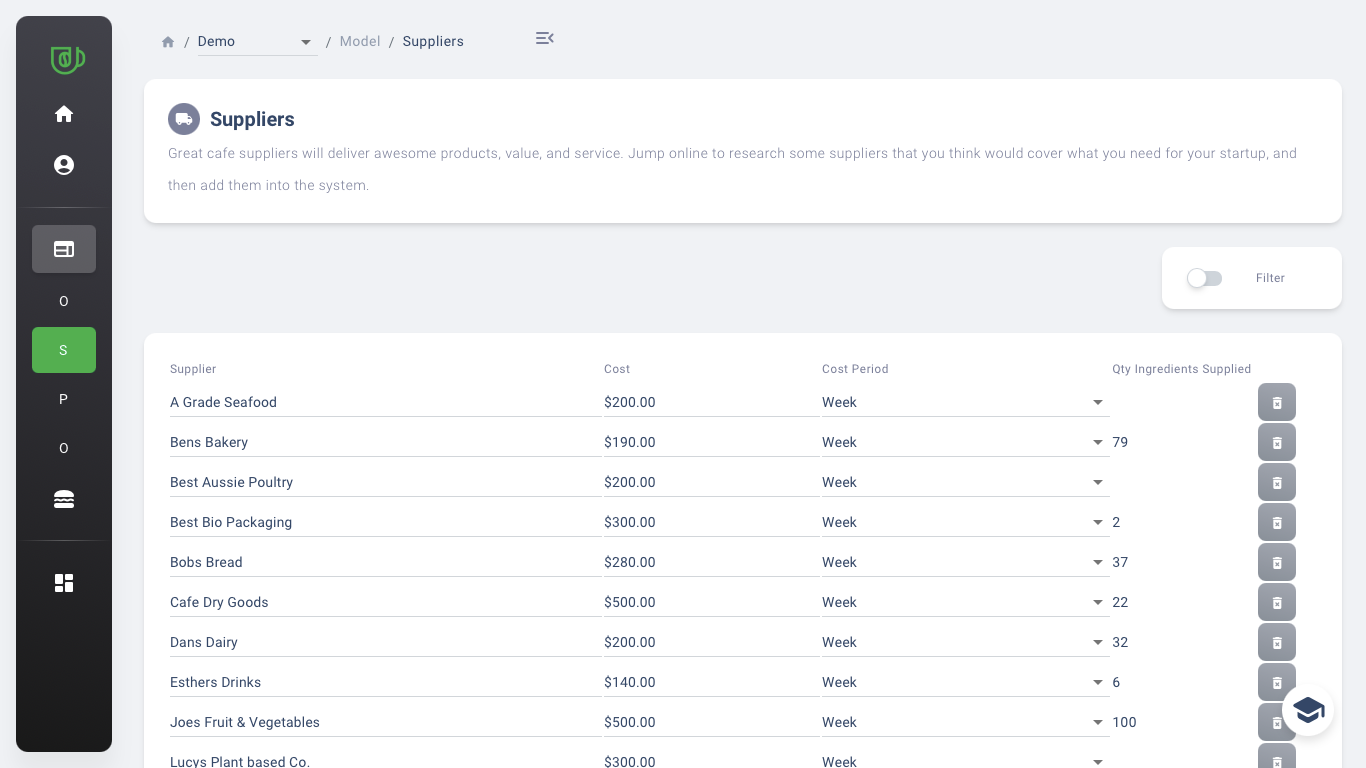 / Demo / Model / Suppliers
Suppliers
Great cafe suppliers will deliver awesome products, value, and service. Jump online to research some suppliers that you think would cover what you need for your startup, and
then add them into the system.
Filter
O
S
P
O
Supplier Cost Cost Period Qty Ingredients Supplied
A Grade Seafood $200.00 Week
Bens Bakery $190.00 Week 79
Best Aussie Poultry $200.00 Week
Best Bio Packaging $300.00 Week 2
Bobs Bread $280.00 Week 37
Cafe Dry Goods $500.00 Week 22
Dans Dairy $200.00 Week 32
Esthers Drinks $140.00 Week 6
Joes Fruit & Vegetables $500.00 Week 100
Lucys Plant based Co. $300.00 Week